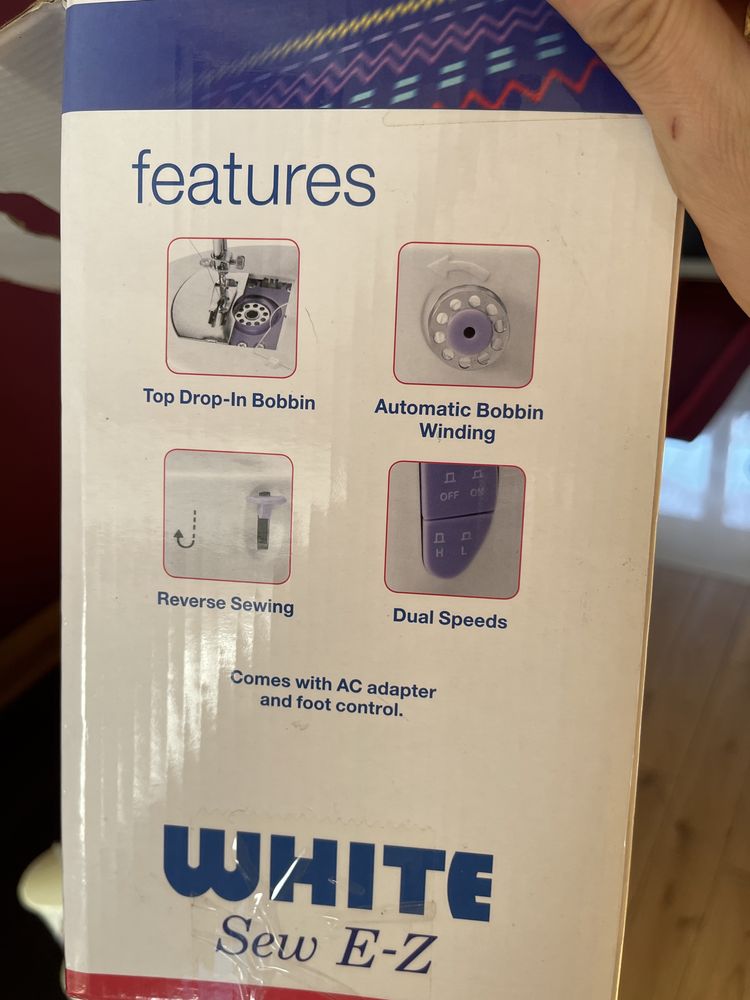 features
Top Drop-In Bobbin
Automatic Bobbin
Winding
OFF ON
H L
Reverse Sewing
Dual Speeds
Comes with AC adapter
and foot control.
WHITE
Sew E-Z